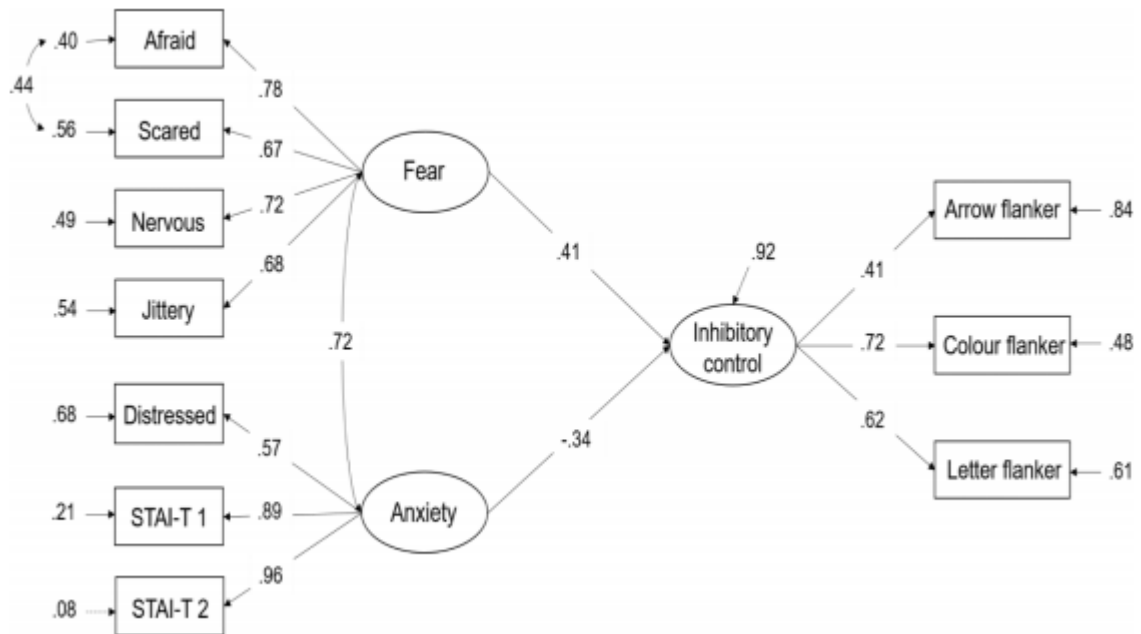 .40
Afraid
.44
.78
.56
Scared
.67
Fear
.49
Nervous
.72
Arrow flanker
.84
.68
.41
.92
.41
.54
Jittery
.72
Inhibitory
control
.72
Colour flanker
.48
.68
Distressed
.57
-.34
.62
Letter flanker
.61
.21
STAI-T 1
.89
Anxiety
.96
.08
STAI-T 2